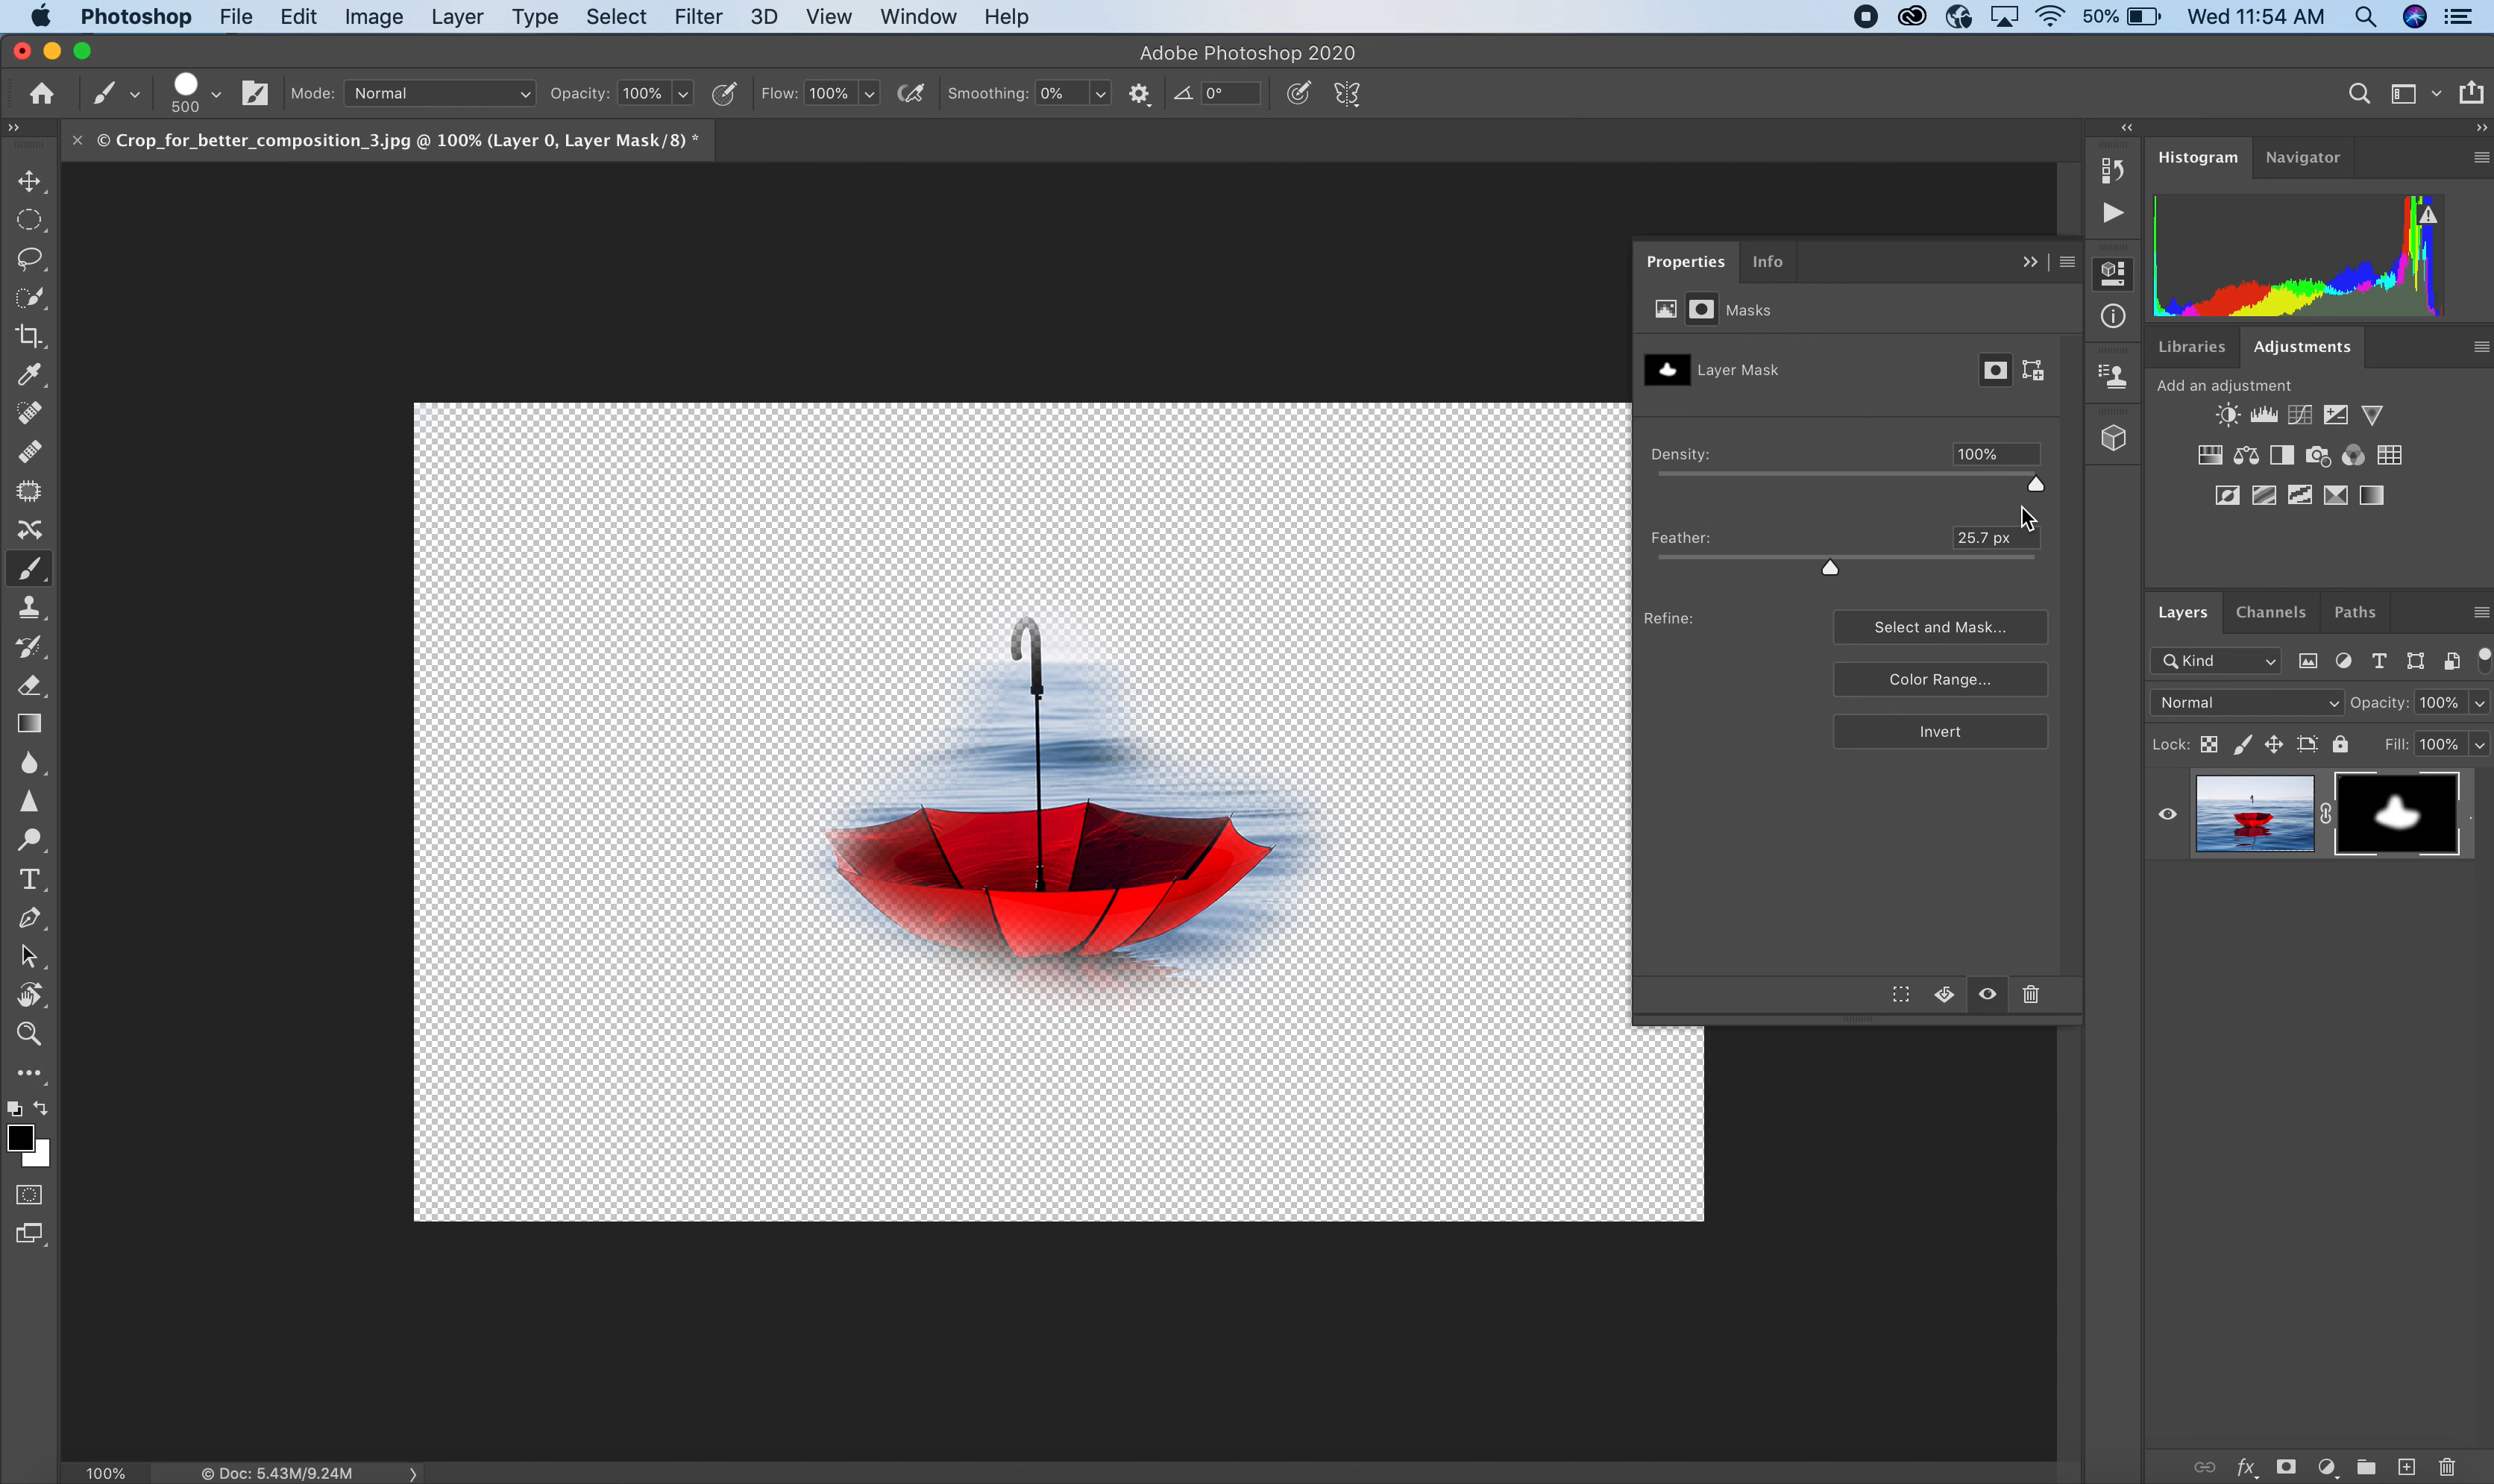 Photoshop File Edit Image Layer Type Select Filter 3D View Window Help 50% Wed 11:54 AM
Adobe Photoshop 2020
500 Mode: Normal Opacity: 100% Flow: 100% Smoothing: 0% 0°
© Crop_for_better_composition_3.jpg @ 100% (Layer 0, Layer Mask/8) *
Histogram Navigator
Properties Info
Masks
Layer Mask
Density: 100%
Feather: 25.7 px
Refine: Select and Mask...
Color Range...
Invert
Libraries Adjustments
Add an adjustment
Layers Channels Paths
Kind
Normal Opacity: 100%
Lock: Fill: 100%
fx
100% © Doc: 5.43M/9.24M